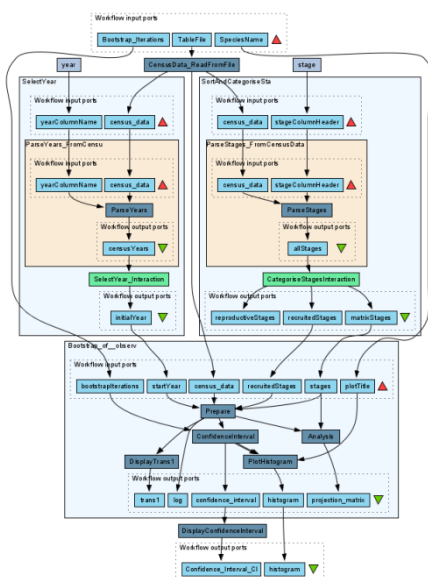 Workflow input ports
Bootstrap_Iterations TableFile SpeciesName
year CensusData_ReadFromFile stage
SelectYear SortAndCategoriseSta
Workflow input ports Workflow input ports
yearColumnName census_data census_data stageColumnHeader
ParseYears_FromCensu ParseStages_FromCensusData
Workflow input ports Workflow input ports
yearColumnName census_data census_data stageColumnHeader
ParseYears ParseStages
Workflow output ports Workflow output ports
censusYears allStages
SelectYear_Interaction CategoriseStagesInteraction
Workflow output ports Workflow output ports
initialYear reproductiveStages recruitedStages matrixStages
Bootstrap_of__observ
Workflow input ports
bootstrapIterations startYear census_data recruitedStages stages plotTitle
Prepare
ConfidenceInterval Analysis
DisplayTrans1 PlotHistogram
Workflow output ports
trans1 log confidence_interval histogram projection_matrix
DisplayConfidenceInterval
Workflow output ports
Confidence_Interval_CI histogram